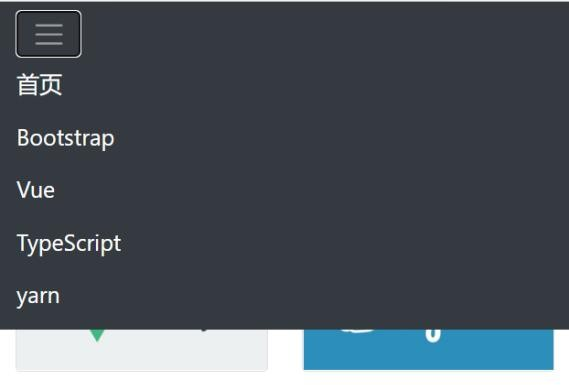 首页
Bootstrap
Vue
TypeScript
yarn